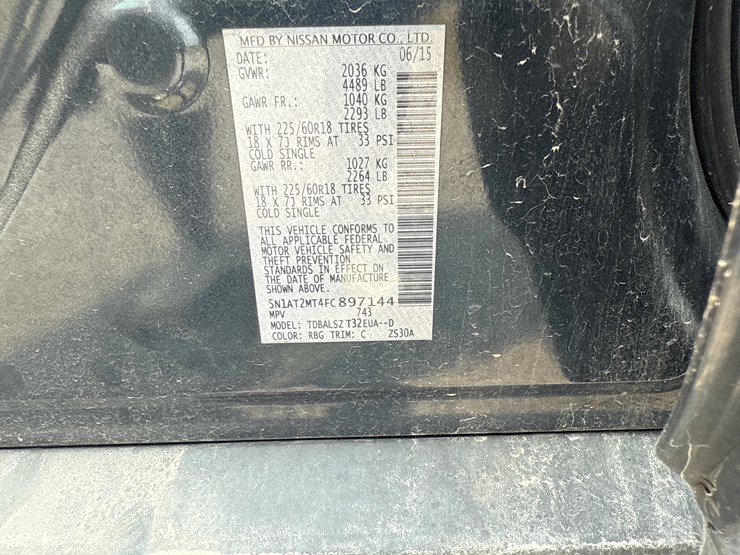 MFD BY NISSAN MOTOR CO., LTD
DATE: 06/15
GVWR: 2036 KG
4489 LB
GAWR FR.: 1040 KG
2293 LB
WITH 225/60R18 TIRES
18 X 7J RIMS AT 33 PSI
COLD SINGLE
GAWR RR.: 1027 KG
2264 LB
WITH 225/60R18 TIRES
18 X 7J RIMS AT 33 PSI
COLD SINGLE
THIS VEHICLE CONFORMS TO
ALL APPLICABLE FEDERAL
MOTOR VEHICLE SAFETY AND
THEFT PREVENTION
STANDARDS IN EFFECT ON
THE DATE OF MANUFACTURE
SHOWN ABOVE.
5N1AT2MT4FC897144
MPV 743
MODEL: TDBALSZ T32EUA--D
COLOR: RBG TRIM: C ZS30A